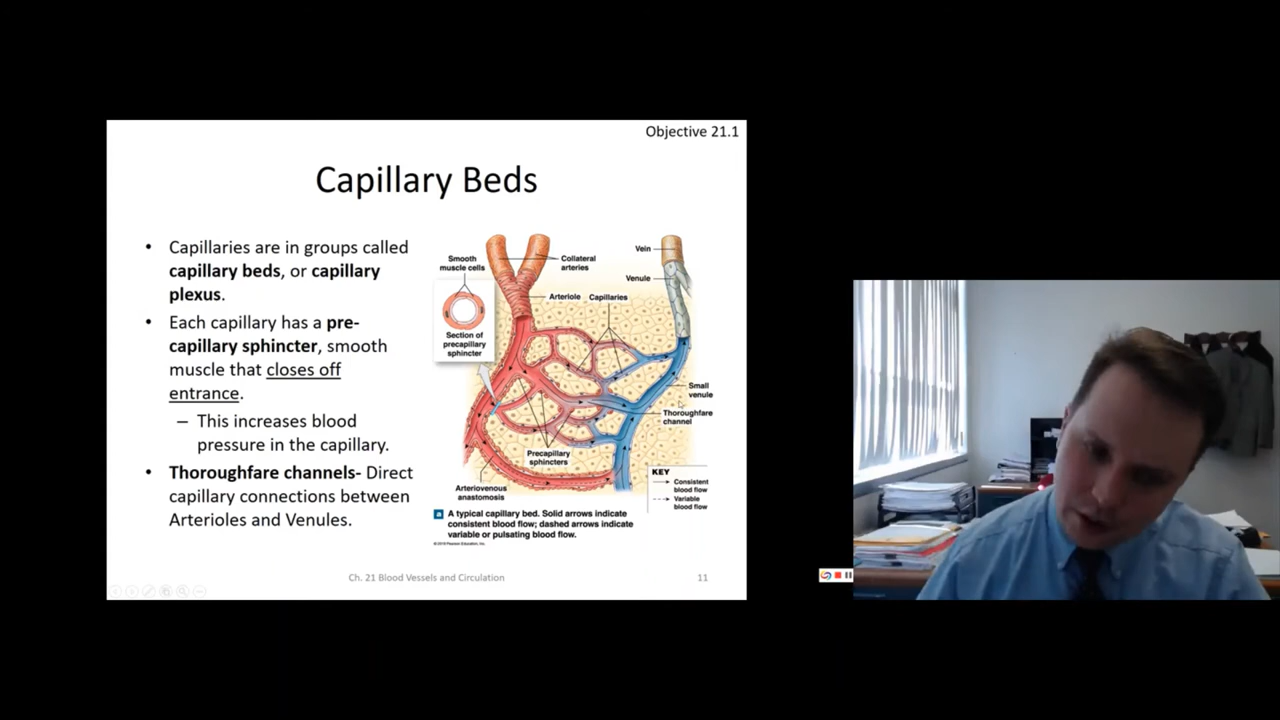 Objective 21.1
Capillary Beds
• Capillaries are in groups called
capillary beds, or capillary
plexus.
• Each capillary has a pre-
capillary sphincter, smooth
muscle that closes off
entrance.
– This increases blood
pressure in the capillary.
• Thoroughfare channels- Direct
capillary connections between
Arterioles and Venules.
Smooth
muscle cells
Collateral
arteries
Vein
Venule
Arteriole
Capillaries
Section of
precapillary
sphincter
Small
venule
Thoroughfare
channel
Precapillary
sphincters
Arteriovenous
anastomosis
KEY
Consistent
blood flow
Variable
blood flow
a A typical capillary bed. Solid arrows indicate
consistent blood flow; dashed arrows indicate
variable or pulsating blood flow.
Ch. 21 Blood Vessels and Circulation
11